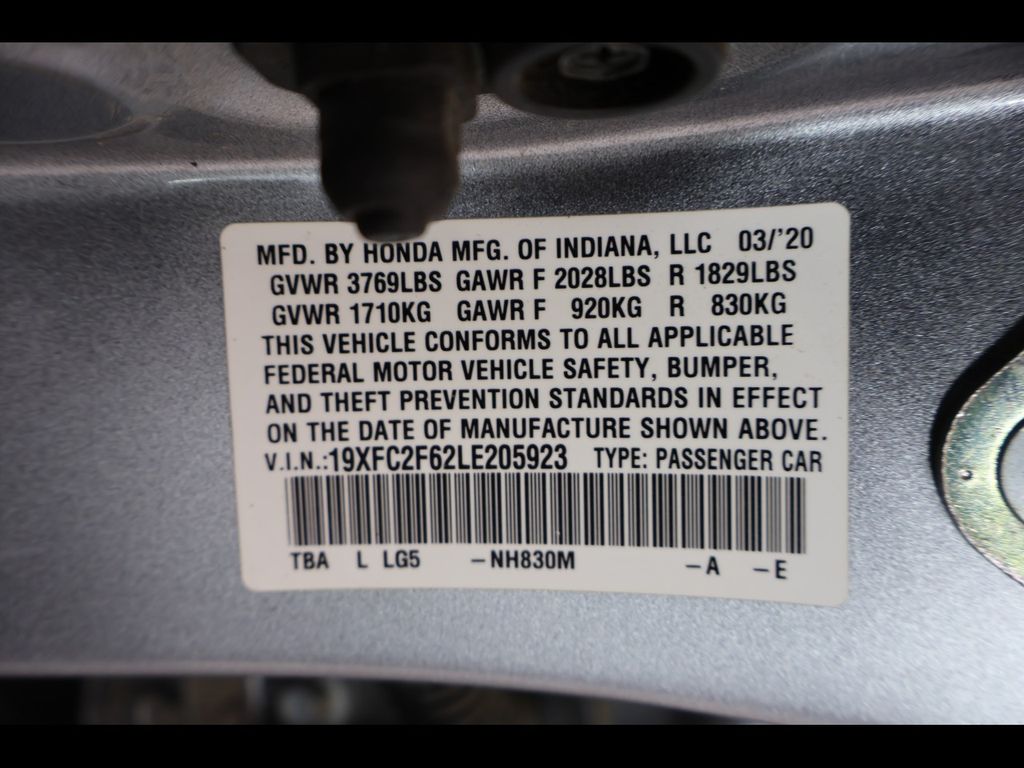 MFD. BY HONDA MFG. OF INDIANA, LLC 03/'20
GVWR 3769LBS GAWR F 2028LBS R 1829LBS
GVWR 1710KG GAWR F 920KG R 830KG
THIS VEHICLE CONFORMS TO ALL APPLICABLE
FEDERAL MOTOR VEHICLE SAFETY, BUMPER,
AND THEFT PREVENTION STANDARDS IN EFFECT
ON THE DATE OF MANUFACTURE SHOWN ABOVE.
V.I.N.:19XFC2F62LE205923 TYPE: PASSENGER CAR
TBA L LG5 -NH830M -A -E